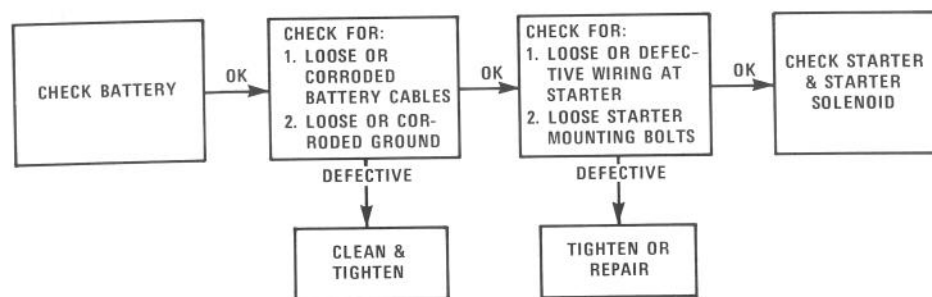 CHECK BATTERY
OK
CHECK FOR:
1. LOOSE OR
CORRODED
BATTERY CABLES
2. LOOSE OR COR-
RODED GROUND
DEFECTIVE
CLEAN &
TIGHTEN
OK
CHECK FOR:
1. LOOSE OR DEFEC-
TIVE WIRING AT
STARTER
2. LOOSE STARTER
MOUNTING BOLTS
DEFECTIVE
TIGHTEN OR
REPAIR
OK
CHECK STARTER
& STARTER
SOLENOID